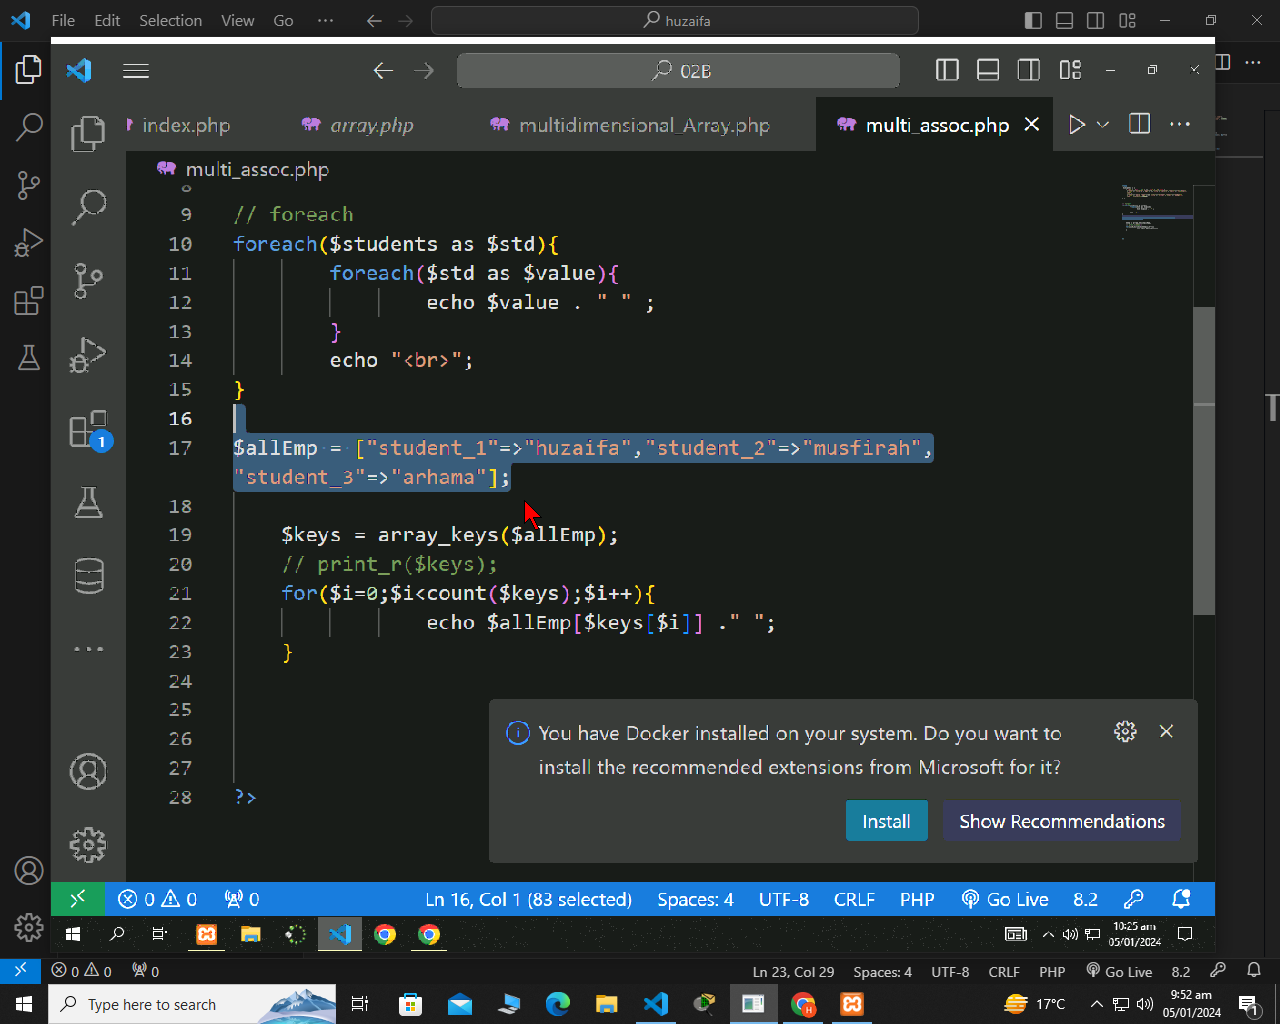 File Edit Selection View Go ··· huzaifa
02B
index.php array.php multidimensional_Array.php multi_assoc.php
multi_assoc.php
8
9 // foreach
10 foreach($students as $std){
11 foreach($std as $value){
12 echo $value . " " ;
13 }
14 echo "<br>";
15 }
16
17 $allEmp = ["student_1"=>"huzaifa","student_2"=>"musfirah",
"student_3"=>"arhama"];
18
19 $keys = array_keys($allEmp);
20 // print_r($keys);
21 for($i=0;$i<count($keys);$i++){
22 echo $allEmp[$keys[$i]] ." ";
23 }
24
25
26
27
28 ?>
1
You have Docker installed on your system. Do you want to
install the recommended extensions from Microsoft for it?
Install Show Recommendations
0 0 0 Ln 16, Col 1 (83 selected) Spaces: 4 UTF-8 CRLF PHP Go Live 8.2
10:25 am
05/01/2024
0 0 0 Ln 23, Col 29 Spaces: 4 UTF-8 CRLF PHP Go Live 8.2
Type here to search 17°C 9:52 am
05/01/2024
1